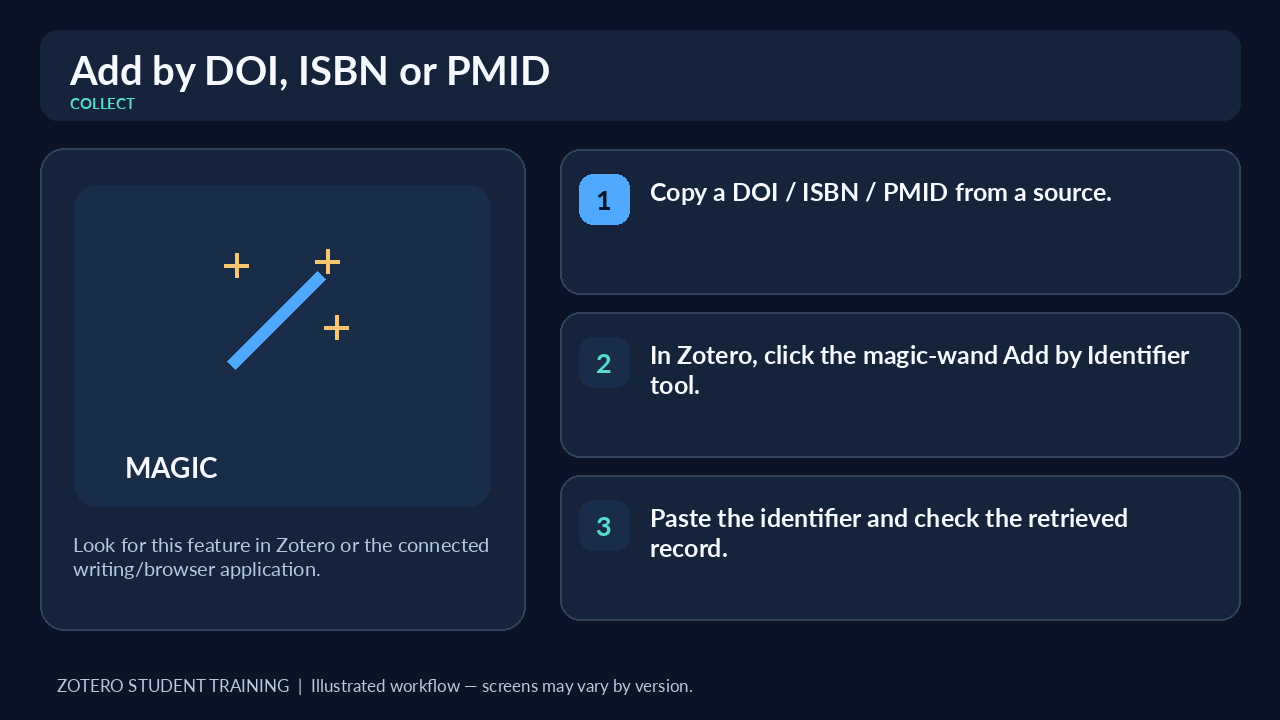 Add by DOI, ISBN or PMID
COLLECT
MAGIC
Look for this feature in Zotero or the connected
writing/browser application.
1
Copy a DOI / ISBN / PMID from a source.
2
In Zotero, click the magic-wand Add by Identifier
tool.
3
Paste the identifier and check the retrieved
record.
ZOTERO STUDENT TRAINING | Illustrated workflow — screens may vary by version.